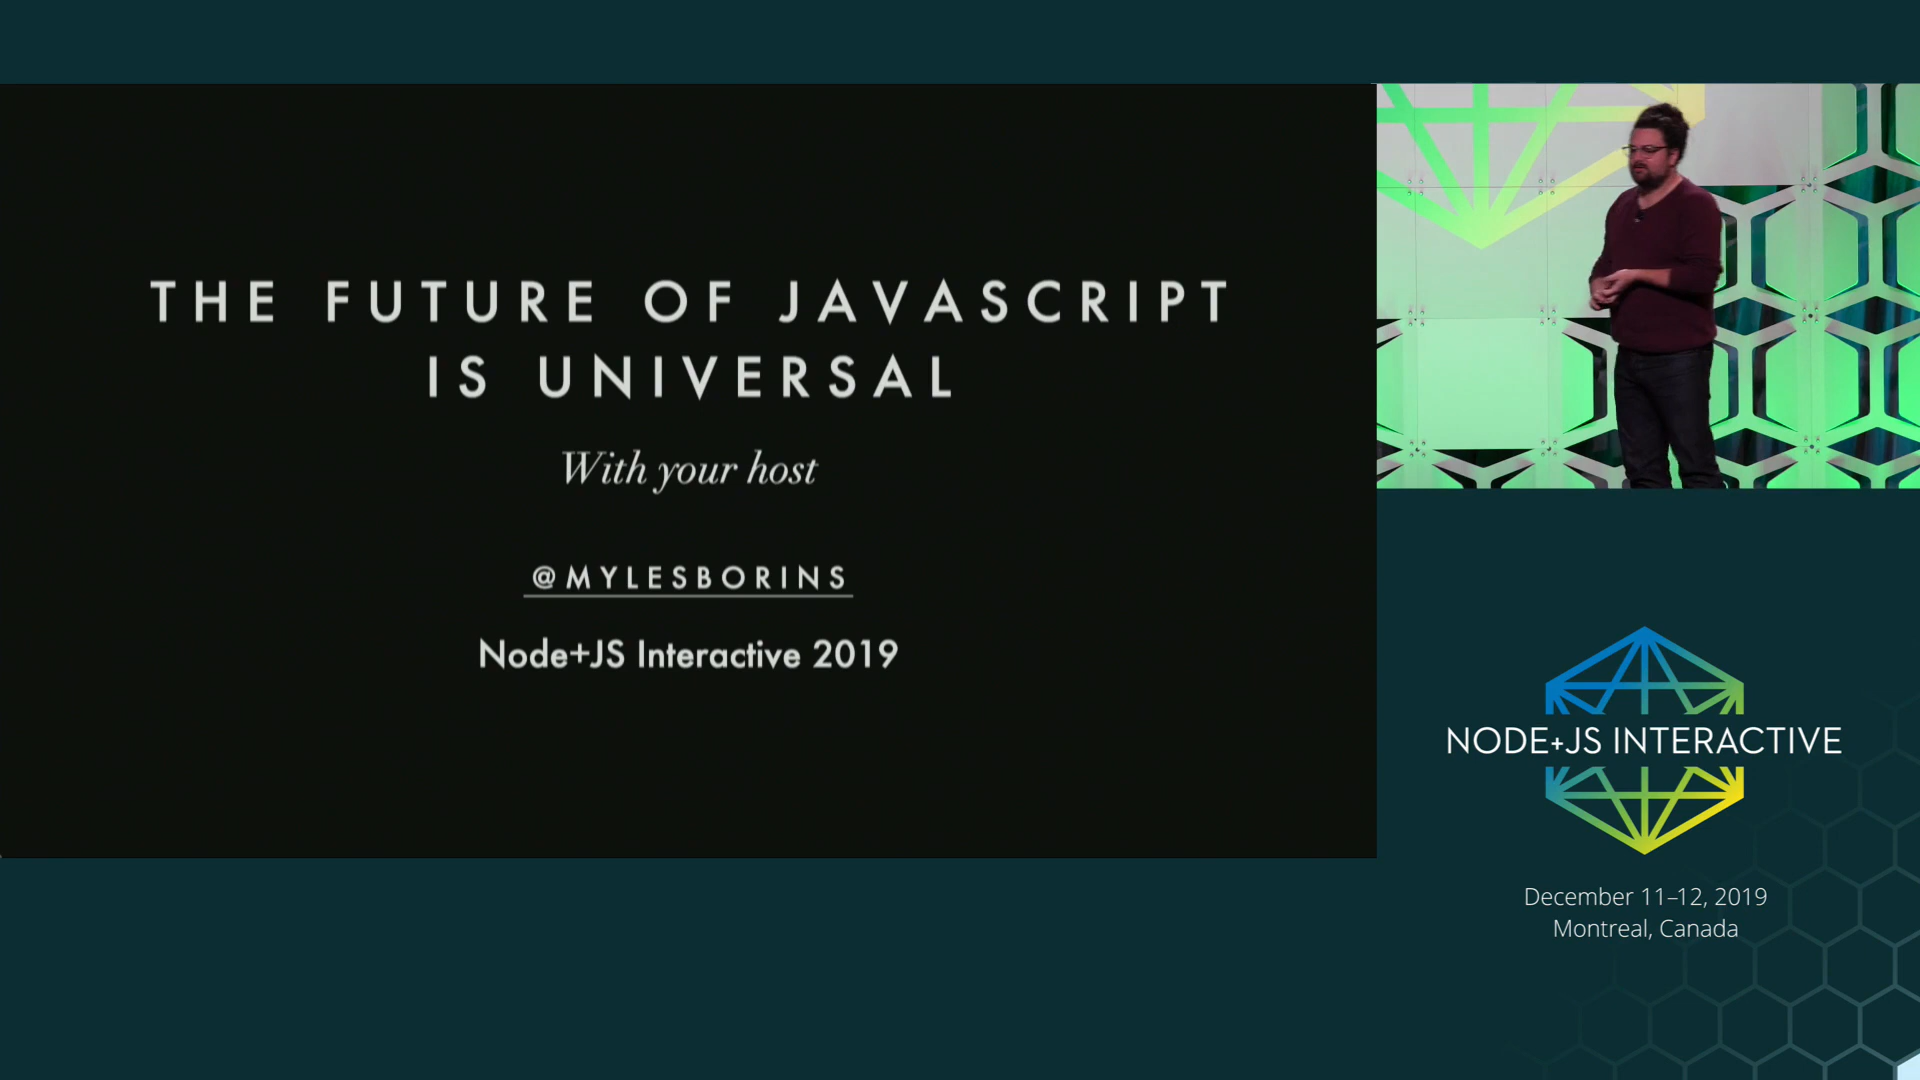 THE FUTURE OF JAVASCRIPT
IS UNIVERSAL
With your host
@MYLESBORINS
Node+JS Interactive 2019
NODE+JS INTERACTIVE
December 11–12, 2019
Montreal, Canada